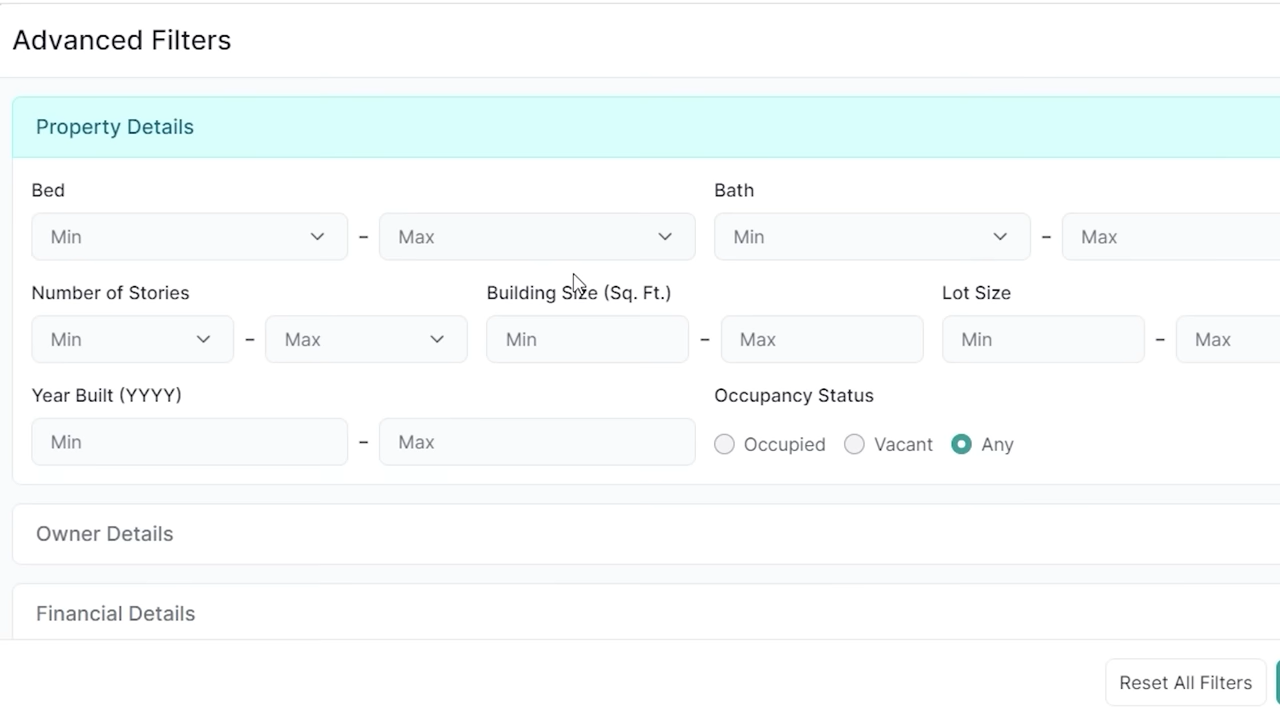 Advanced Filters
Property Details
Bed Bath
Min – Max Min – Max
Number of Stories Building Size (Sq. Ft.) Lot Size
Min – Max Min – Max Min – Max
Year Built (YYYY) Occupancy Status
Min – Max Occupied Vacant Any
Owner Details
Financial Details
Reset All Filters